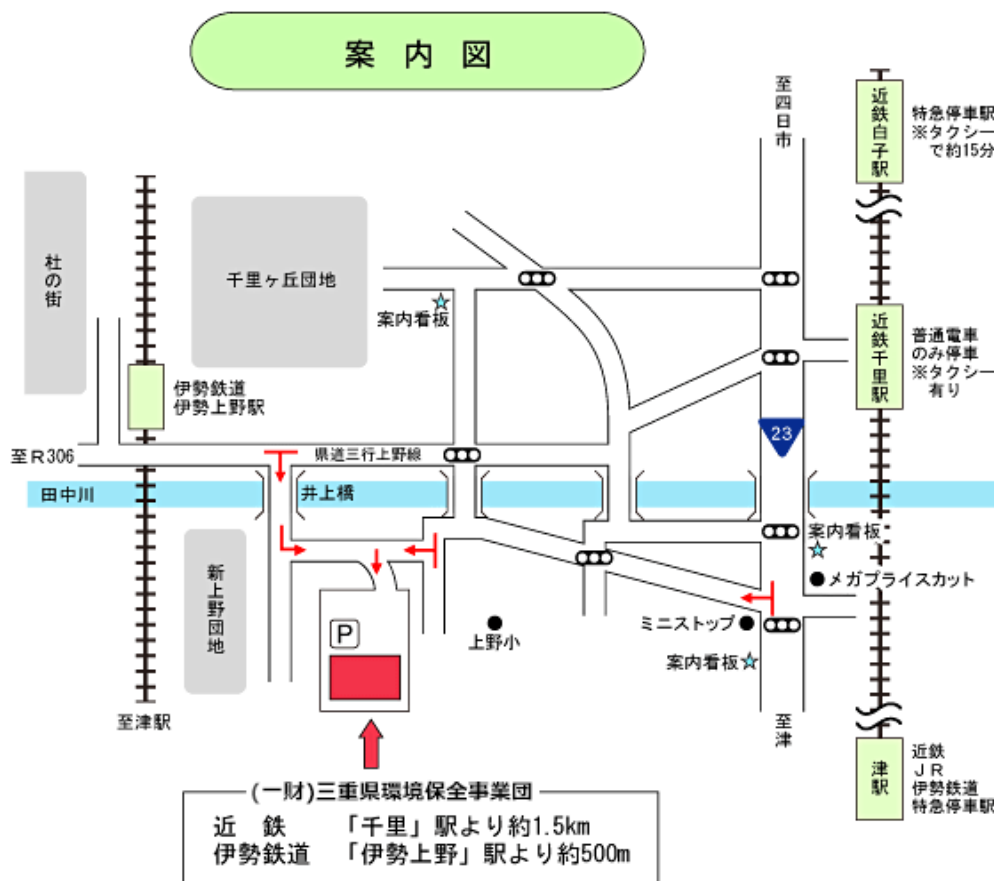 案内図
至四日市
近鉄白子駅
特急停車駅
※タクシー
で約15分
杜の街
千里ヶ丘団地
案内看板
近鉄千里駅
普通電車
のみ停車
※タクシー
有り
伊勢鉄道
伊勢上野駅
23
至R306
県道三行上野線
田中川
井上橋
案内看板
メガプライスカット
新上野団地
P
上野小
ミニストップ
案内看板
至津駅
至津
津駅
近鉄
JR
伊勢鉄道
特急停車駅
(一財)三重県環境保全事業団
近 鉄 「千里」駅より約1.5km
伊勢鉄道 「伊勢上野」駅より約500m